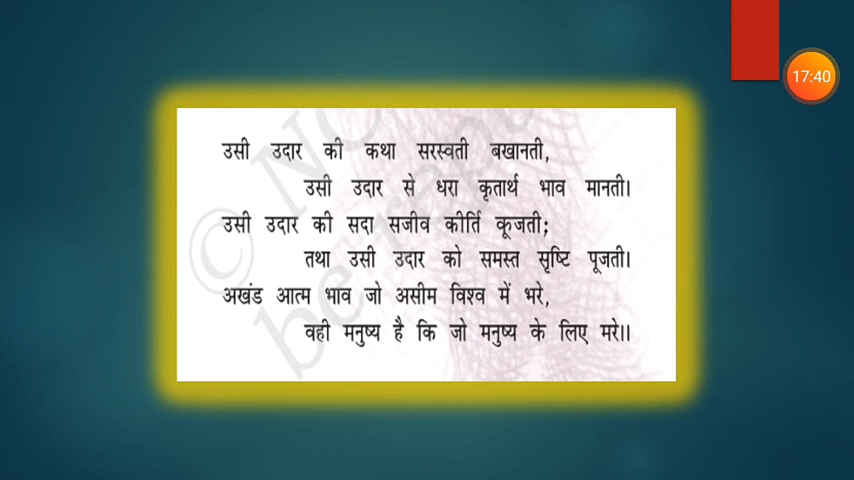 17:40
उसी उदार की कथा सरस्वती बखानती,
उसी उदार से धरा कृतार्थ भाव मानती।
उसी उदार की सदा सजीव कीर्ति कूजती;
तथा उसी उदार को समस्त सृष्टि पूजती।
अखंड आत्म भाव जो असीम विश्व में भरे,
वही मनुष्य है कि जो मनुष्य के लिए मरे॥